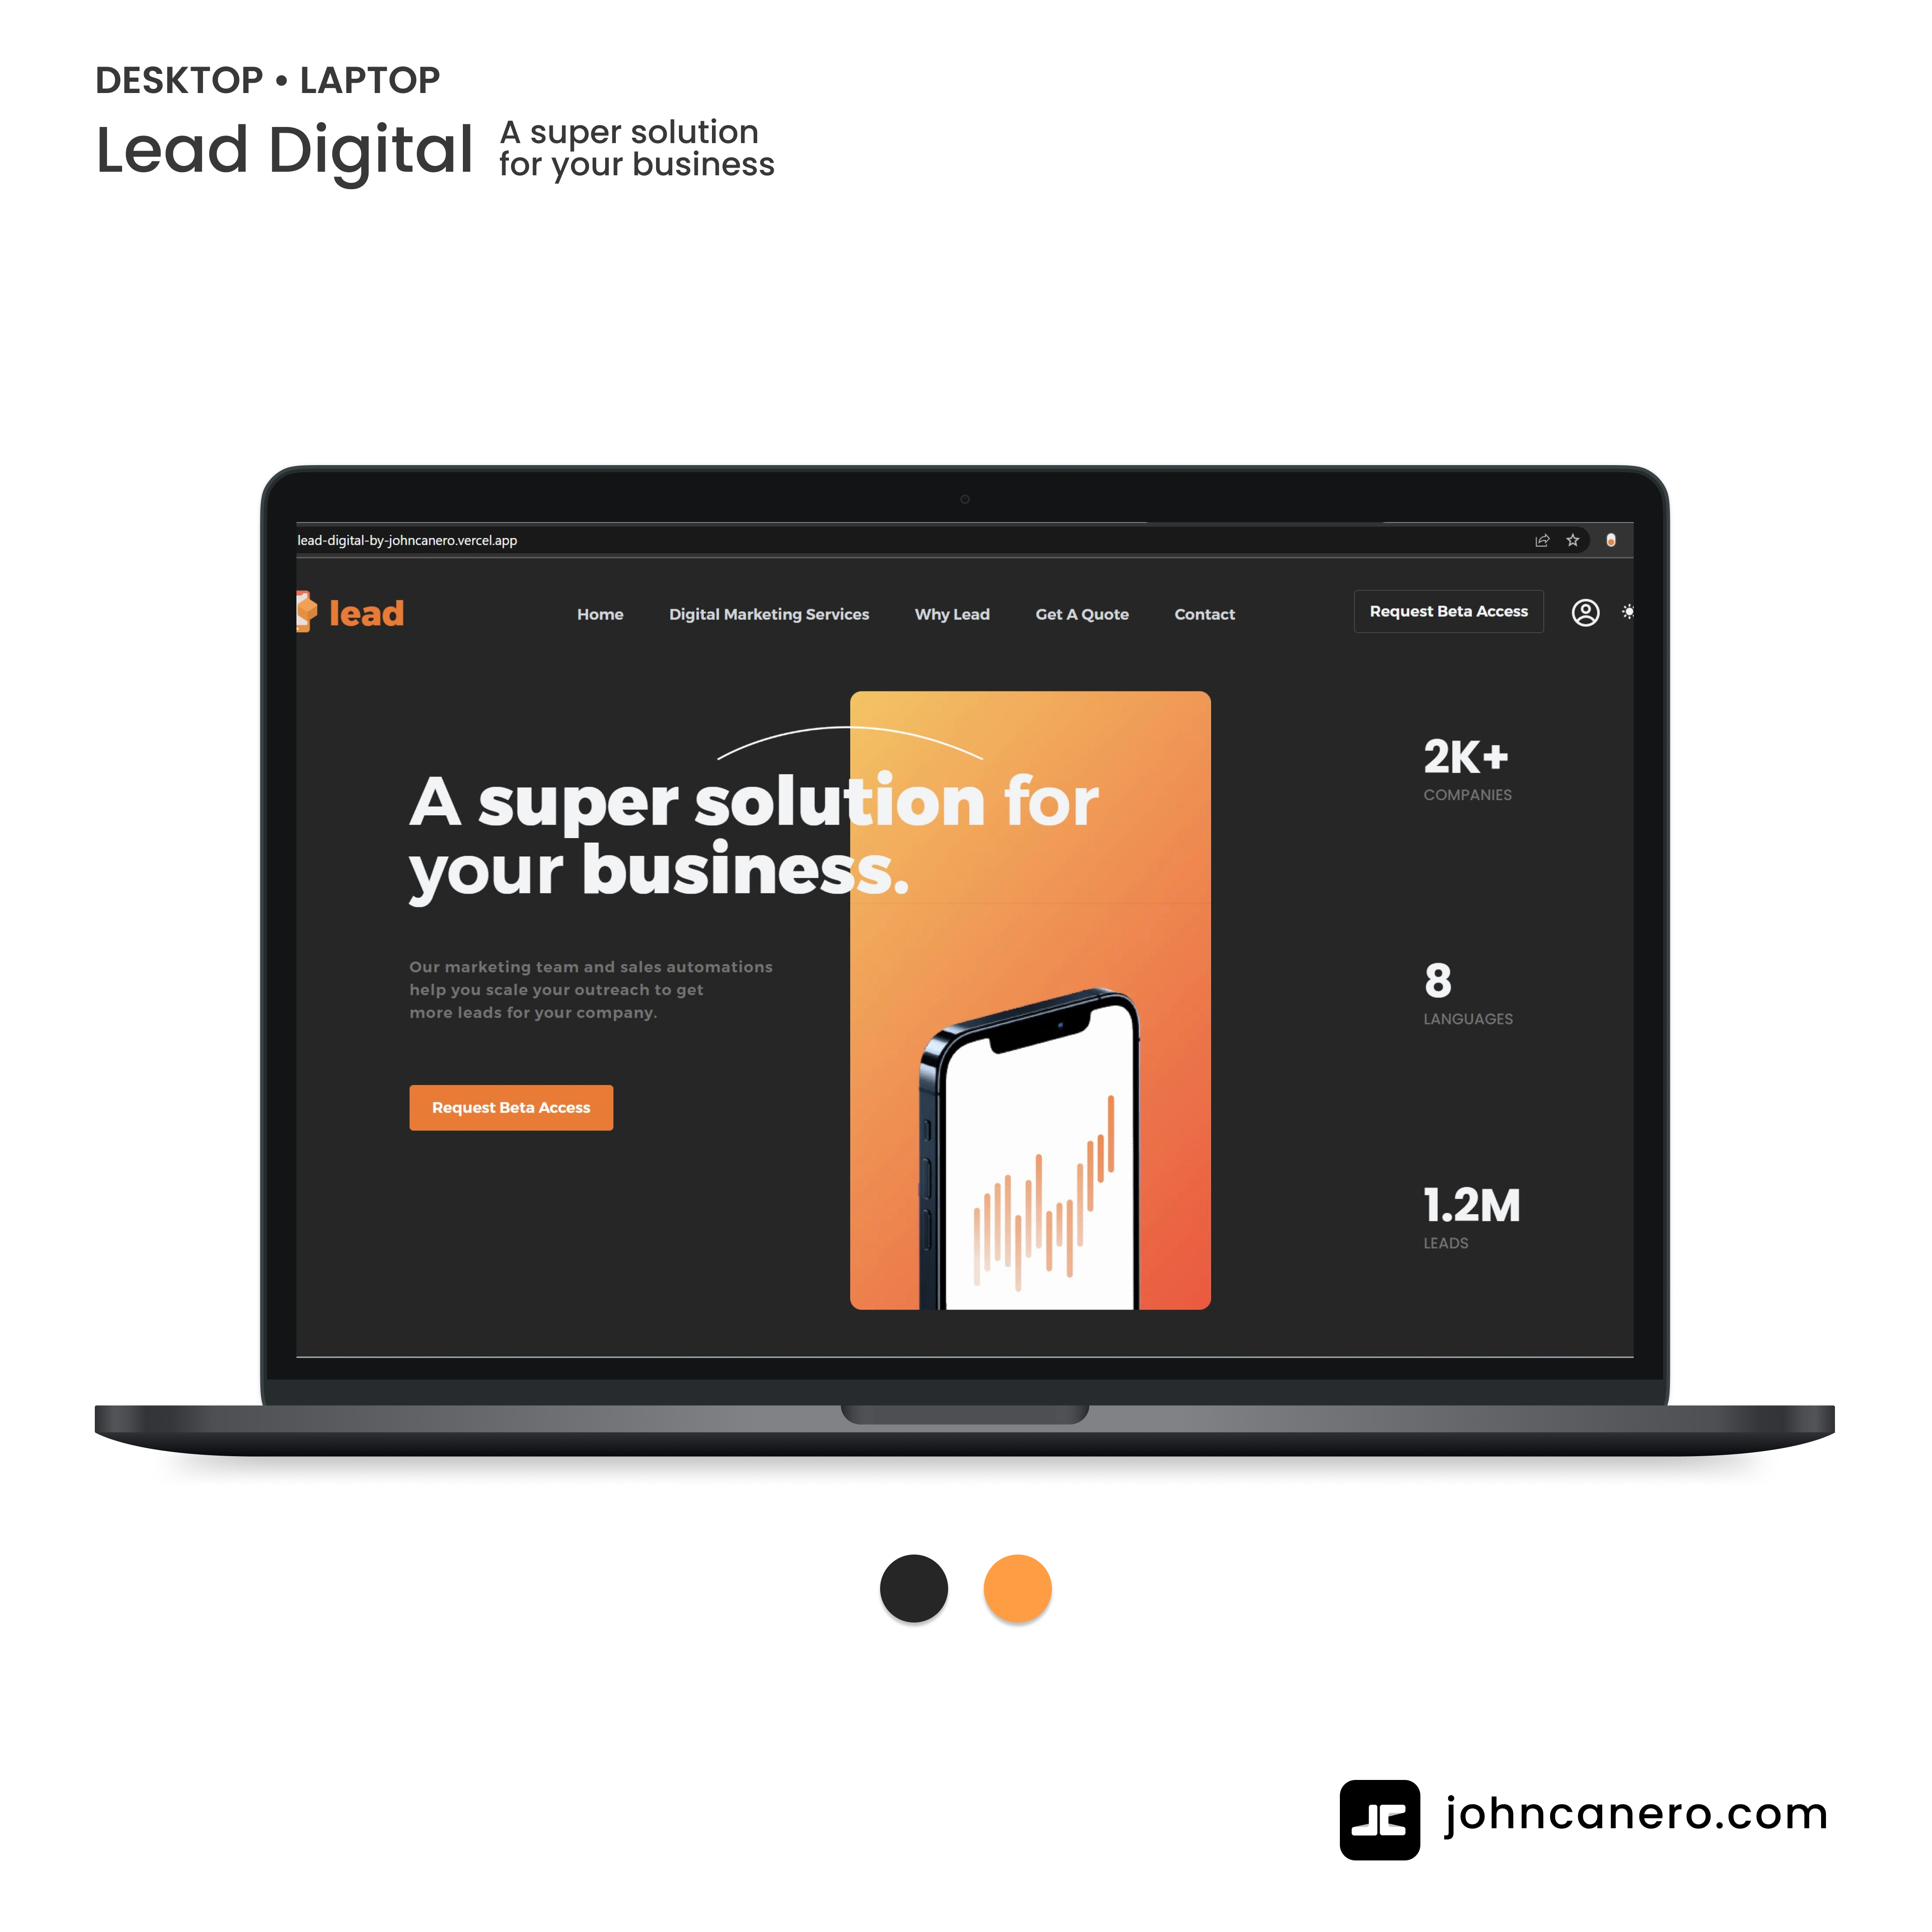 DESKTOP • LAPTOP
Lead Digital
A super solution
for your business
lead-digital-by-johncanero.vercel.app
lead
Home
Digital Marketing Services
Why Lead
Get A Quote
Contact
Request Beta Access
A super solution for
your business.
Our marketing team and sales automations
help you scale your outreach to get
more leads for your company.
Request Beta Access
2K+
COMPANIES
8
LANGUAGES
1.2M
LEADS
JC
johncanero.com